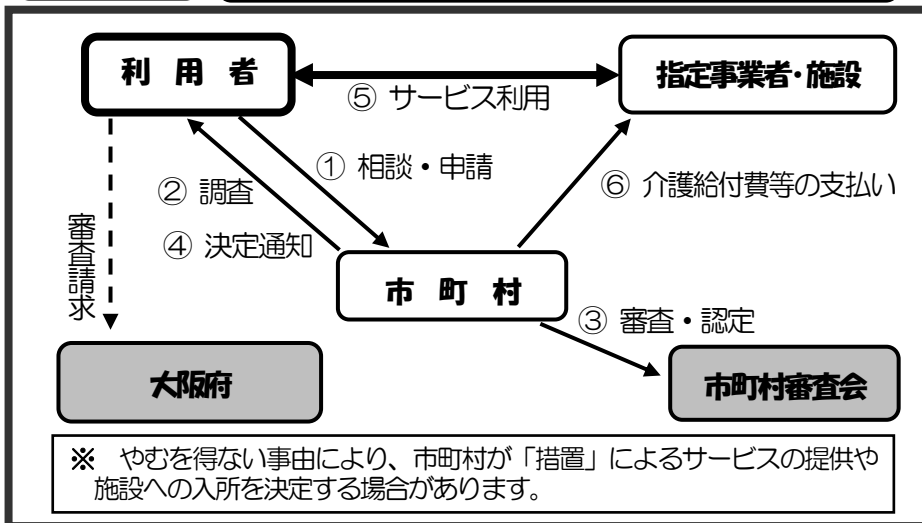 利用者
指定事業者・施設
⑤ サービス利用
① 相談・申請
② 調査
⑥ 介護給付費等の支払い
④ 決定通知
審査請求
市町村
③ 審査・認定
大阪府
市町村審査会
※ やむを得ない事由により、市町村が「措置」によるサービスの提供や
施設への入所を決定する場合があります。